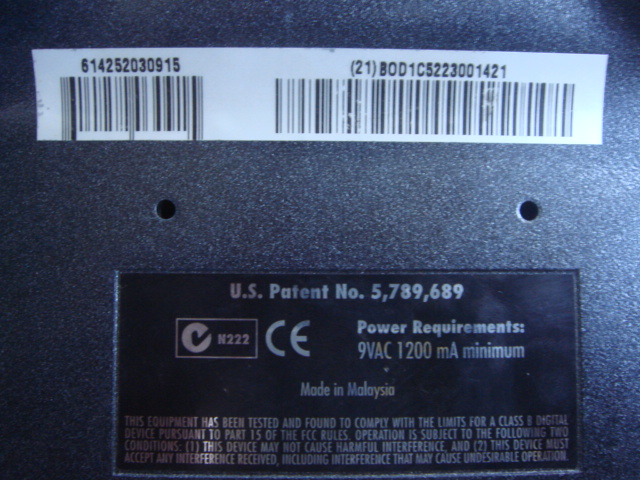 614252030915
(21) BOD1C5223001421
U.S. Patent No. 5,789,689
N222 CE
Power Requirements:
9VAC 1200 mA minimum
Made in Malaysia
THIS EQUIPMENT HAS BEEN TESTED AND FOUND TO COMPLY WITH THE LIMITS FOR A CLASS B DIGITAL
DEVICE PURSUANT TO PART 15 OF THE FCC RULES. OPERATION IS SUBJECT TO THE FOLLOWING TWO
CONDITIONS: (1) THIS DEVICE MAY NOT CAUSE HARMFUL INTERFERENCE, AND (2) THIS DEVICE MUST
ACCEPT ANY INTERFERENCE RECEIVED, INCLUDING INTERFERENCE THAT MAY CAUSE UNDESIRABLE OPERATION.